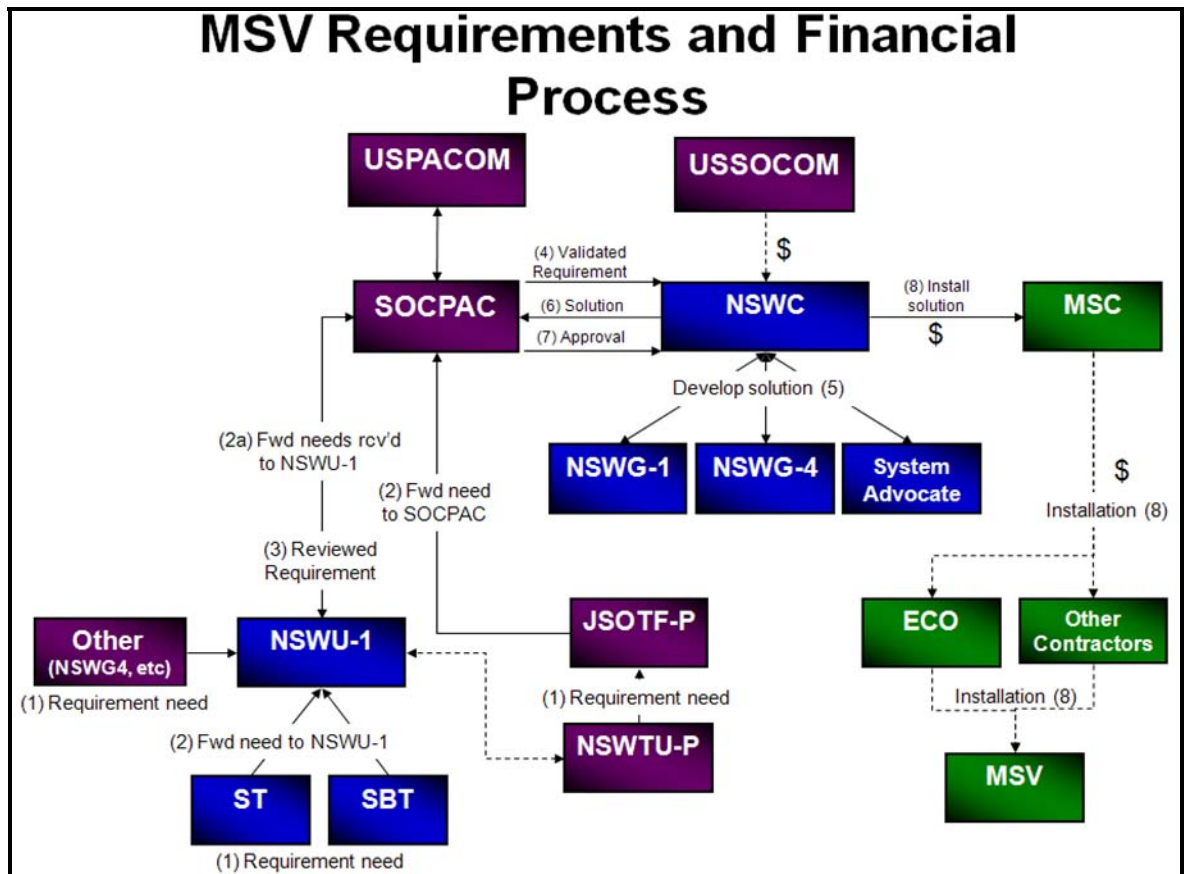 MSV Requirements and Financial
Process
USPACOM
USSOCOM
$
(4) Validated
Requirement
SOCPAC
(6) Solution
(7) Approval
NSWC
(8) Install
solution
$
MSC
Develop solution (5)
(2a) Fwd needs rcv'd
to NSWU-1
NSWG-1
NSWG-4
System
Advocate
$
(2) Fwd need
to SOCPAC
Installation (8)
(3) Reviewed
Requirement
Other
(NSWG4, etc)
NSWU-1
JSOTF-P
ECO
Other
Contractors
(1) Requirement need
(1) Requirement need
Installation (8)
(2) Fwd need to NSWU-1
NSWTU-P
ST
SBT
MSV
(1) Requirement need